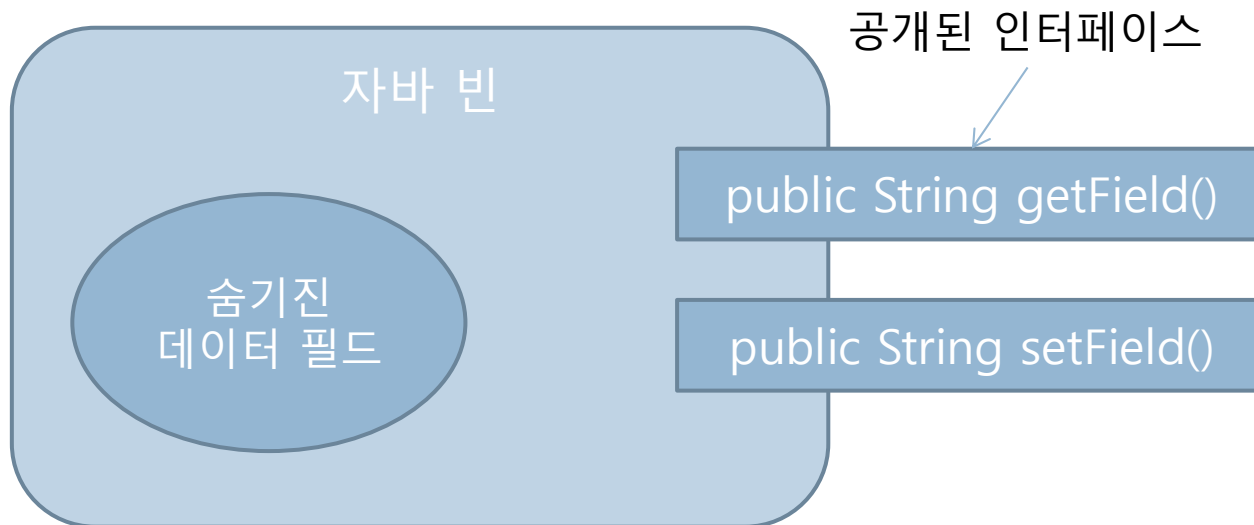 공개된 인터페이스
자바 빈
public String getField()
숨기진
데이터 필드
public String setField()